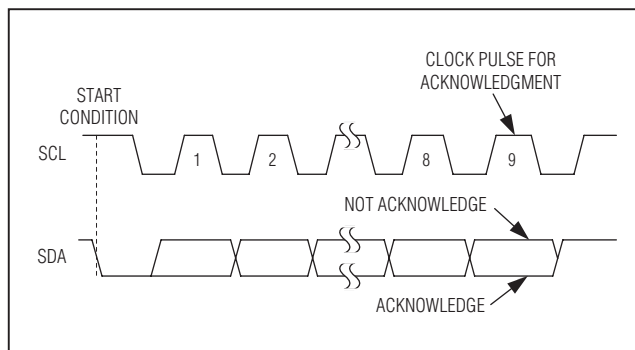 CLOCK PULSE FOR
ACKNOWLEDGMENT
START
CONDITION
SCL
1 2 8 9
NOT ACKNOWLEDGE
SDA
ACKNOWLEDGE